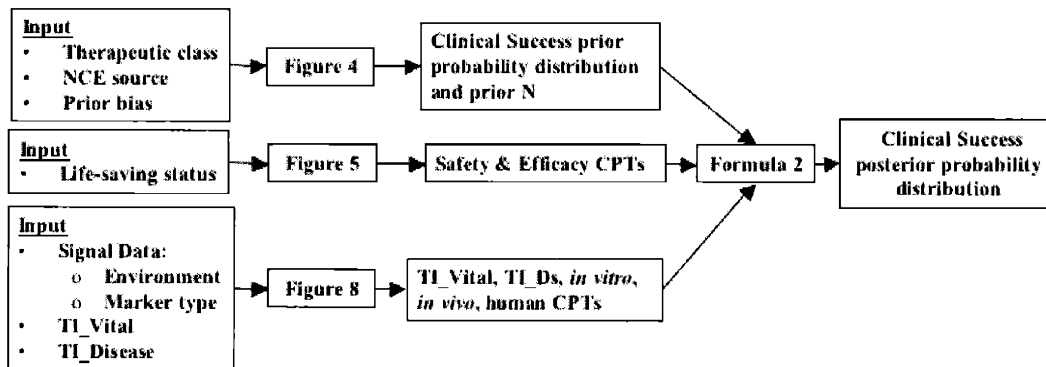 Input
• Therapeutic class
• NCE source
• Prior bias
Figure 4
Clinical Success prior
probability distribution
and prior N
Input
• Life-saving status
Figure 5
Safety & Efficacy CPTs
Formula 2
Clinical Success
posterior probability
distribution
Input
• Signal Data:
o Environment
o Marker type
• TI_Vital
• TI_Disease
Figure 8
TI_Vital, TI_Ds, in vitro,
in vivo, human CPTs